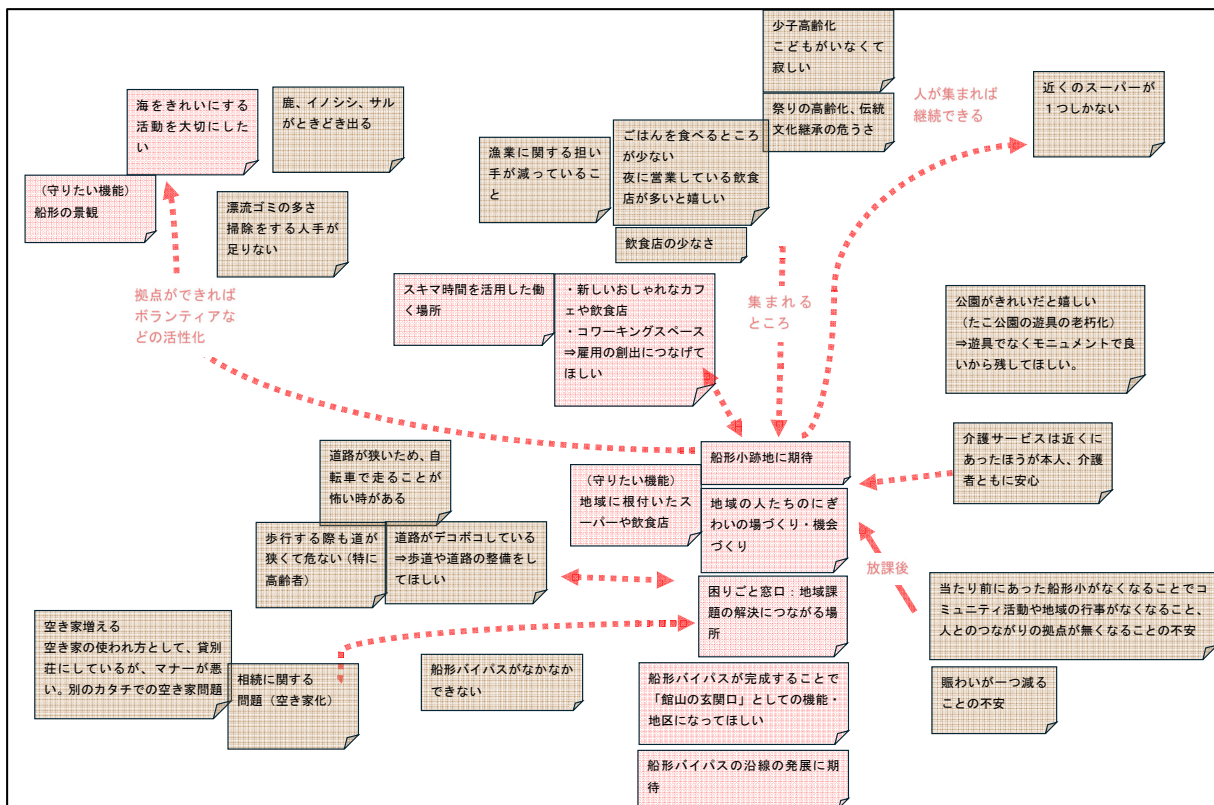 少子高齢化
こどもがいなくて
寂しい
祭りの高齢化、伝統
文化継承の危うさ
人が集まれば
継続できる
近くのスーパーが
１つしかない
海をきれいにする
活動を大切にした
い
鹿、イノシシ、サル
がときどき出る
（守りたい機能）
船形の景観
漂流ゴミの多さ
掃除をする人手が
足りない
漁業に関する担い
手が減っているこ
と
ごはんを食べるところ
が少ない
夜に営業している飲食
店が多いと嬉しい
飲食店の少なさ
拠点ができれば
ボランティアな
どの活性化
スキマ時間を活用した働
く場所
・新しいおしゃれなカフ
ェや飲食店
・コワーキングスペース
⇒雇用の創出につなげて
ほしい
集まれる
ところ
公園がきれいだと嬉しい
（たこ公園の遊具の老朽化）
⇒遊具でなくモニュメントで良
いから残してほしい。
船形小跡地に期待
（守りたい機能）
地域に根付いたス
ーパーや飲食店
地域の人たちのにぎ
わいの場づくり・機会
づくり
介護サービスは近くに
あったほうが本人、介護
者ともに安心
道路が狭いため、自
転車で走ることが
怖い時がある
歩行する際も道が
狭くて危ない（特に
高齢者）
道路がデコボコしている
⇒歩道や道路の整備をし
てほしい
放課後
困りごと窓口：地域課
題の解決につながる場
所
当たり前にあった船形小がなくなることでコ
ミュニティ活動や地域の行事がなくなること、
人とのつながりの拠点が無くなることの不安
空き家増える
空き家の使われ方として、貸別
荘にしているが、マナーが悪
い。別のカタチでの空き家問題
相続に関する
問題（空き家化）
船形バイパスがなかなか
できない
船形バイパスが完成することで
「館山の玄関口」としての機能・
地区になってほしい
賑わいが一つ減る
ことの不安
船形バイパスの沿線の発展に期
待